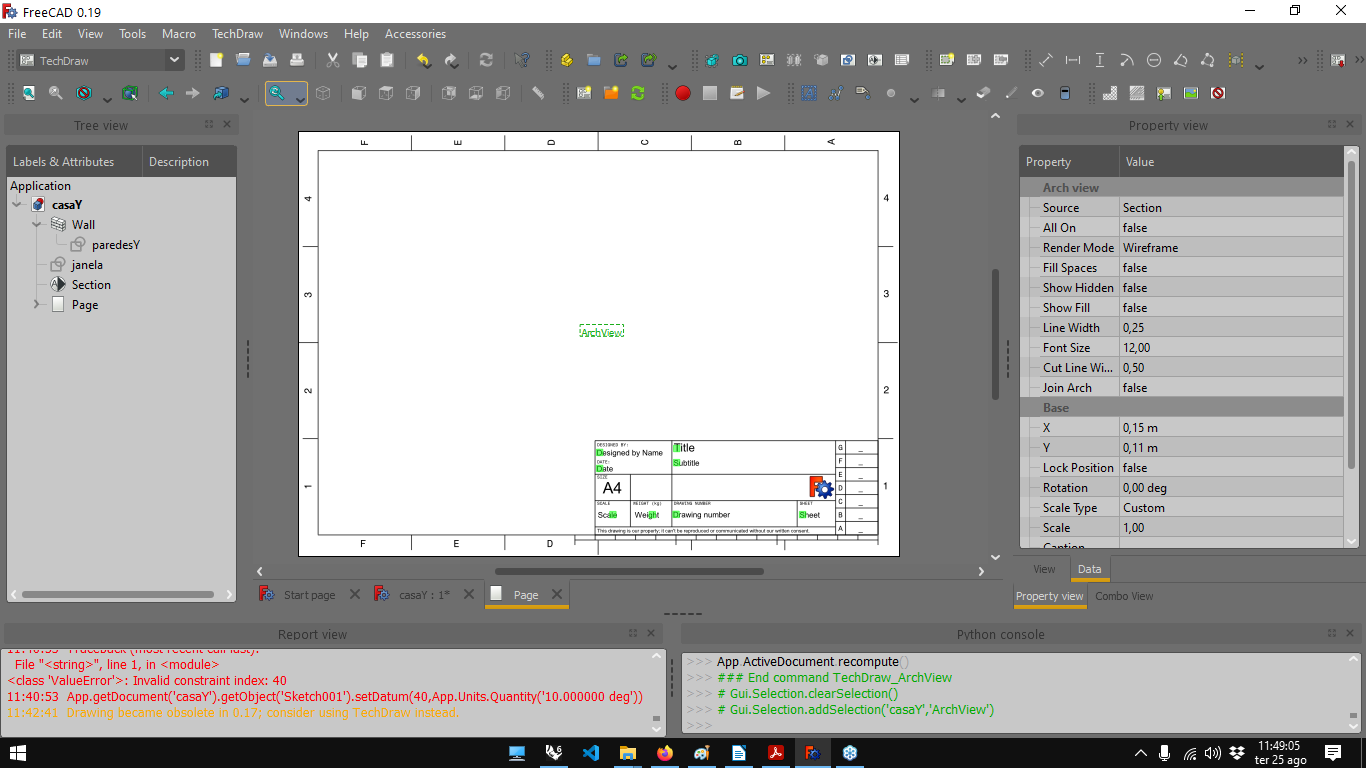 FreeCAD 0.19
File Edit View Tools Macro TechDraw Windows Help Accessories
TechDraw
Tree view
Labels & Attributes Description
Application
casaY
Wall
paredesY
janela
Section
Page
F E D C B A
4 4
3 3
2 2
1 1
ArchView
DESIGNED BY:
Designed by Name
DATE:
Date
Title
Subtitle
SIZE
A4
SCALE
Scale
WEIGHT (kg)
Weight
DRAWING NUMBER
Drawing number
SHEET
Sheet
This drawing is our property; it can't be reproduced or communicated without our written consent.
G _
F _
E _
D _
C _
B _
A _
F E D
Start page
casaY : 1*
Page
Property view
Property Value
Arch view
Source Section
All On false
Render Mode Wireframe
Fill Spaces false
Show Hidden false
Show Fill false
Line Width 0,25
Font Size 12,00
Cut Line Wi... 0,50
Join Arch false
Base
X 0,15 m
Y 0,11 m
Lock Position false
Rotation 0,00 deg
Scale Type Custom
Scale 1,00
Caption
View Data
Property view Combo View
Report view
11:40:53 Traceback (most recent call last):
File "<string>", line 1, in <module>
<class 'ValueError'>: Invalid constraint index: 40
11:40:53 App.getDocument('casaY').getObject('Sketch001').setDatum(40,App.Units.Quantity('10.000000 deg'))
11:42:41 Drawing became obsolete in 0.17; consider using TechDraw instead.
Python console
>>> App.ActiveDocument.recompute()
>>> ### End command TechDraw_ArchView
>>> # Gui.Selection.clearSelection()
>>> # Gui.Selection.addSelection('casaY','ArchView')
>>>
11:49:05
ter 25 ago